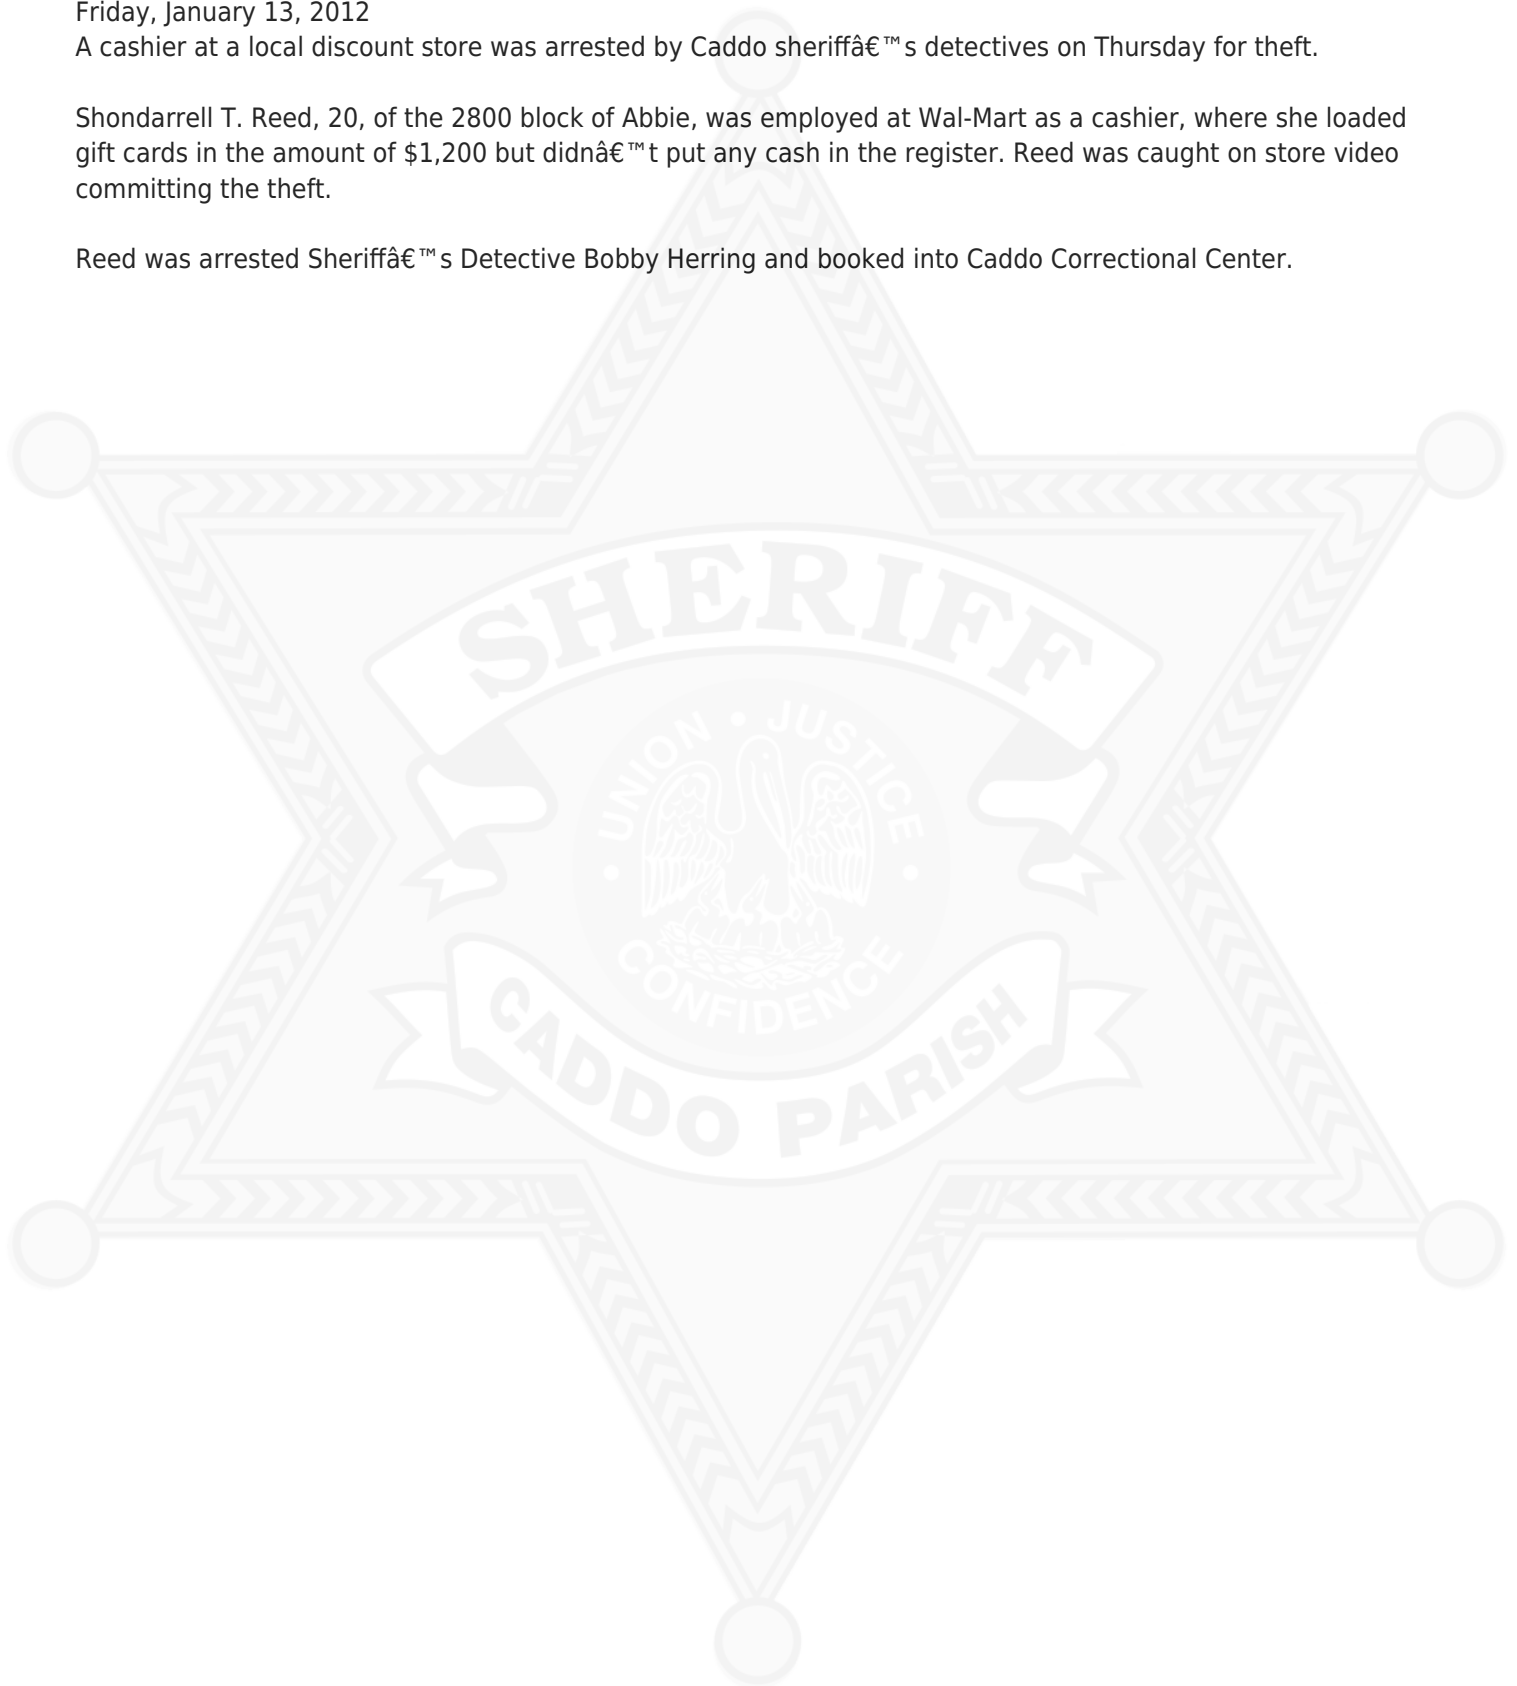 Friday, January 13, 2012
A cashier at a local discount store was arrested by Caddo sheriffâ€™s detectives on Thursday for theft.
Shondarrell T. Reed, 20, of the 2800 block of Abbie, was employed at Wal-Mart as a cashier, where she loaded
gift cards in the amount of $1,200 but didnâ€™t put any cash in the register. Reed was caught on store video
committing the theft.
Reed was arrested Sheriffâ€™s Detective Bobby Herring and booked into Caddo Correctional Center.
SHERIFF
UNION • JUSTICE
• CONFIDENCE •
CADDO PARISH